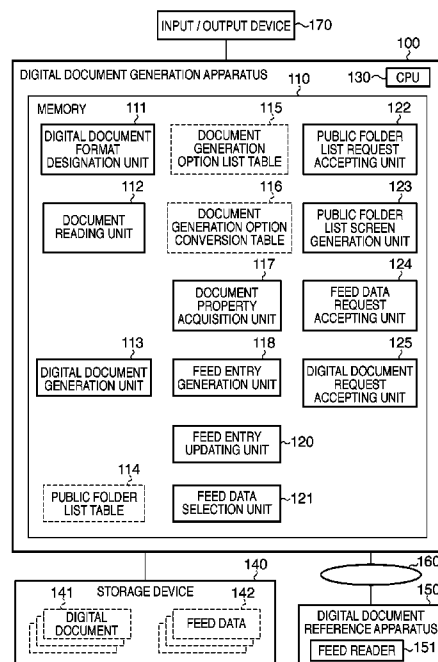 INPUT / OUTPUT DEVICE
170
100
DIGITAL DOCUMENT GENERATION APPARATUS
130
CPU
110
MEMORY
111
DIGITAL DOCUMENT
FORMAT
DESIGNATION UNIT
115
DOCUMENT
GENERATION
OPTION LIST TABLE
122
PUBLIC FOLDER
LIST REQUEST
ACCEPTING UNIT
112
DOCUMENT
READING UNIT
116
DOCUMENT
GENERATION OPTION
CONVERSION TABLE
123
PUBLIC FOLDER
LIST SCREEN
GENERATION UNIT
117
DOCUMENT
PROPERTY
ACQUISITION UNIT
124
FEED DATA
REQUEST
ACCEPTING UNIT
113
DIGITAL DOCUMENT
GENERATION UNIT
118
FEED ENTRY
GENERATION UNIT
125
DIGITAL DOCUMENT
REQUEST
ACCEPTING UNIT
FEED ENTRY
UPDATING UNIT
120
114
PUBLIC FOLDER
LIST TABLE
FEED DATA
SELECTION UNIT
121
140
STORAGE DEVICE
141
DIGITAL
DOCUMENT
142
FEED DATA
160
150
DIGITAL DOCUMENT
REFERENCE APPARATUS
FEED READER
151